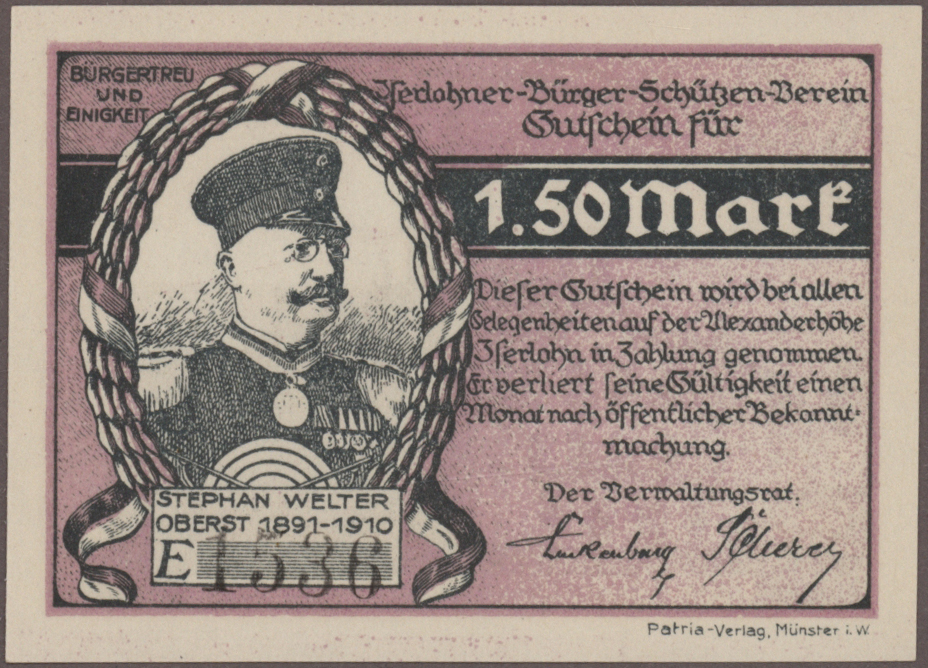 BÜRGERTREU
UND
EINIGKEIT
Iserlohner-Bürger-Schützen-Verein
Gutschein für
1.50 Mark
Dieser Gutschein wird bei allen
Gelegenheiten auf der Alexanderhöhe
Iserlohn in Zahlung genommen.
Er verliert seine Gültigkeit einen
Monat nach öffentlicher Bekannt-
machung.
Der Verwaltungsrat.
STEPHAN WELTER
OBERST 1891-1910
E 1536
Patria-Verlag, Münster i. W.